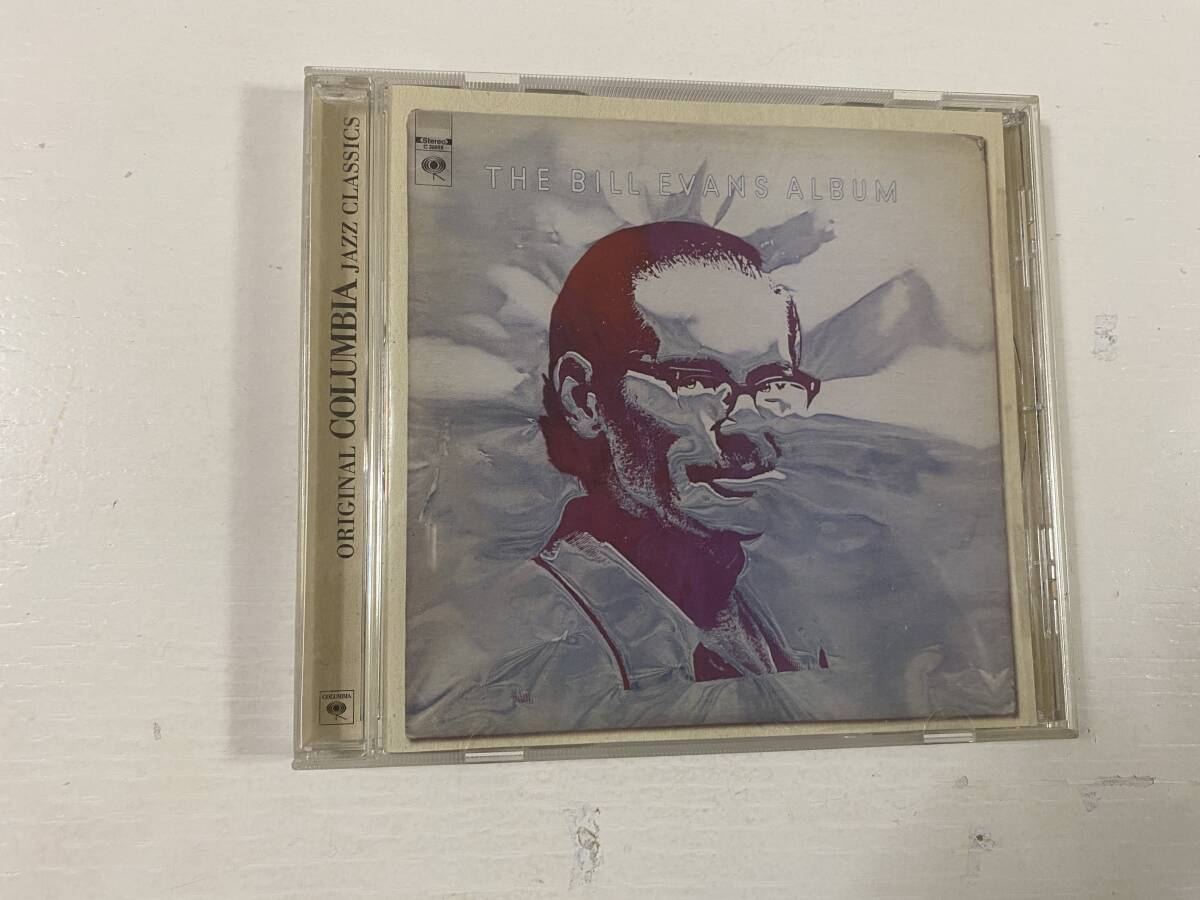 ORIGINAL COLUMBIA JAZZ CLASSICS
COLUMBIA
Stereo
THE BILL EVANS ALBUM